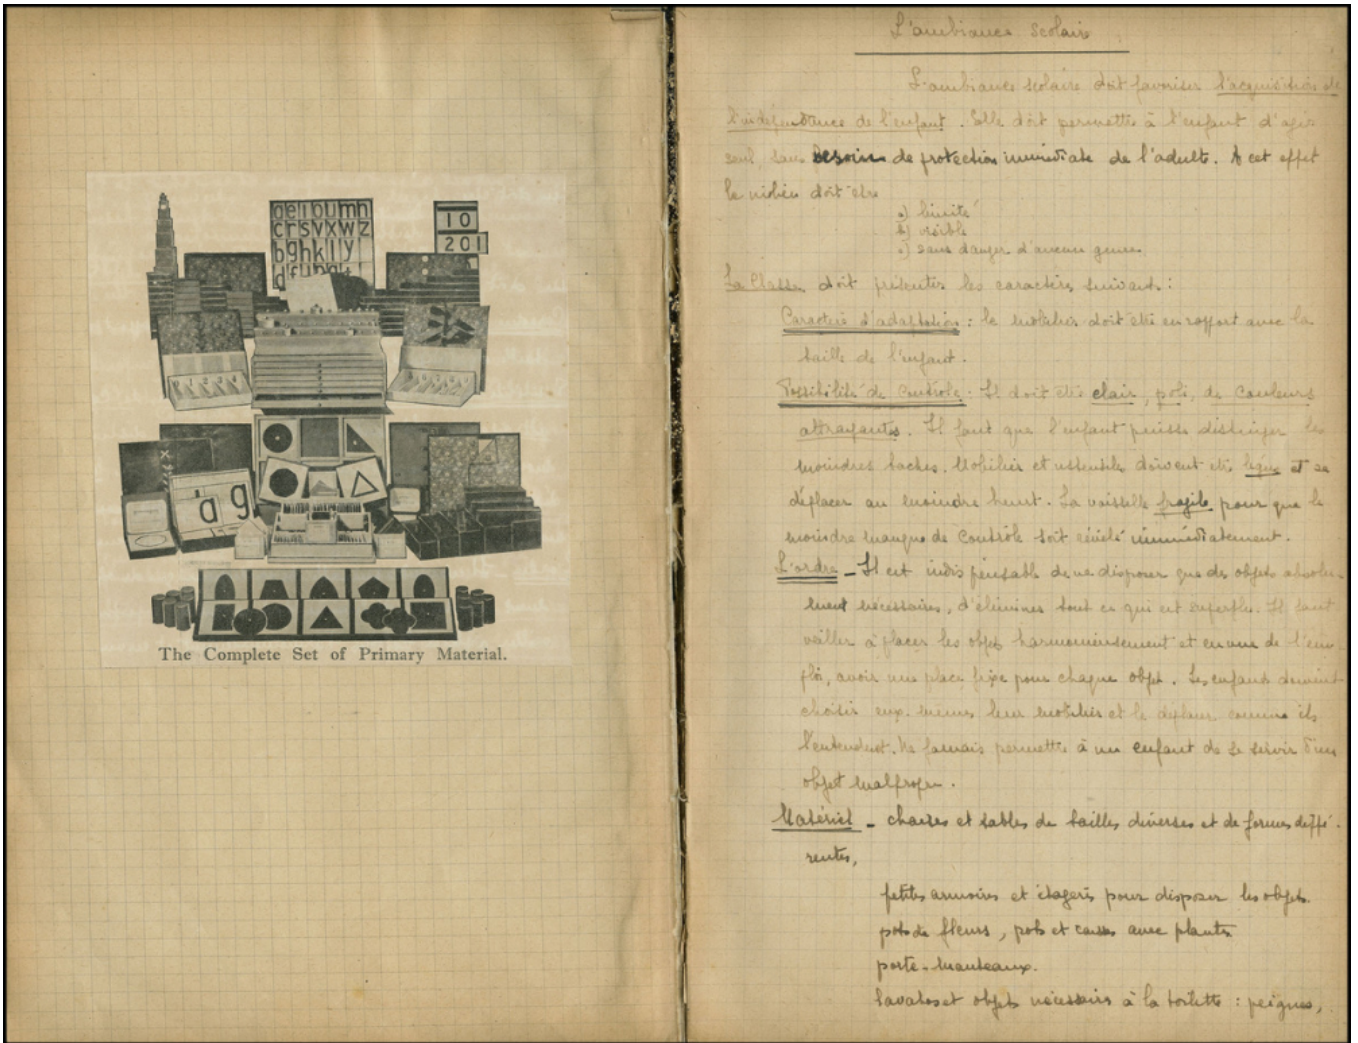 aeioumn
crsvxwz
bghkly
10
201
a g
The Complete Set of Primary Material.
L'ambiance scolaire
L'ambiance scolaire doit favoriser l'acquisition de
l'indépendance de l'enfant. Elle doit permettre à l'enfant d'agir
seul, sans besoin de protection immédiate de l'adulte. A cet effet
le milieu doit être
a) limité
b) visible
c) sans danger d'aucun genre.
La Classe doit présenter les caractères suivants :
Caractère d'adaptation : le mobilier doit être en rapport avec la
taille de l'enfant.
Possibilité de Contrôle : Il doit être clair, poli, de couleurs
attrayantes. Il faut que l'enfant puisse distinguer les
moindres taches. Mobilier et ustensiles doivent être légers et se
déplacer au moindre heurt. La vaisselle fragile pour que le
moindre manque de Contrôle soit révélé immédiatement.
L'ordre _ Il est indispensable de ne disposer que des objets absolu-
ment nécessaires, d'éliminer tout ce qui est superflu. Il faut
veiller à placer les objets harmonieusement et en vue de l'em-
ploi, avoir une place fixe pour chaque objet. Les enfants doivent
choisir eux-mêmes leur mobilier et le déplacer comme ils
l'entendent. Ne jamais permettre à un enfant de se servir d'un
objet malpropre.
Matériel _ chaises et tables de tailles diverses et de formes diffé-
rentes,
petites armoires et étagères pour disposer les objets.
pots de fleurs, pots et caisses avec plantes
porte-manteaux.
lavabos et objets nécessaires à la toilette : peignes,